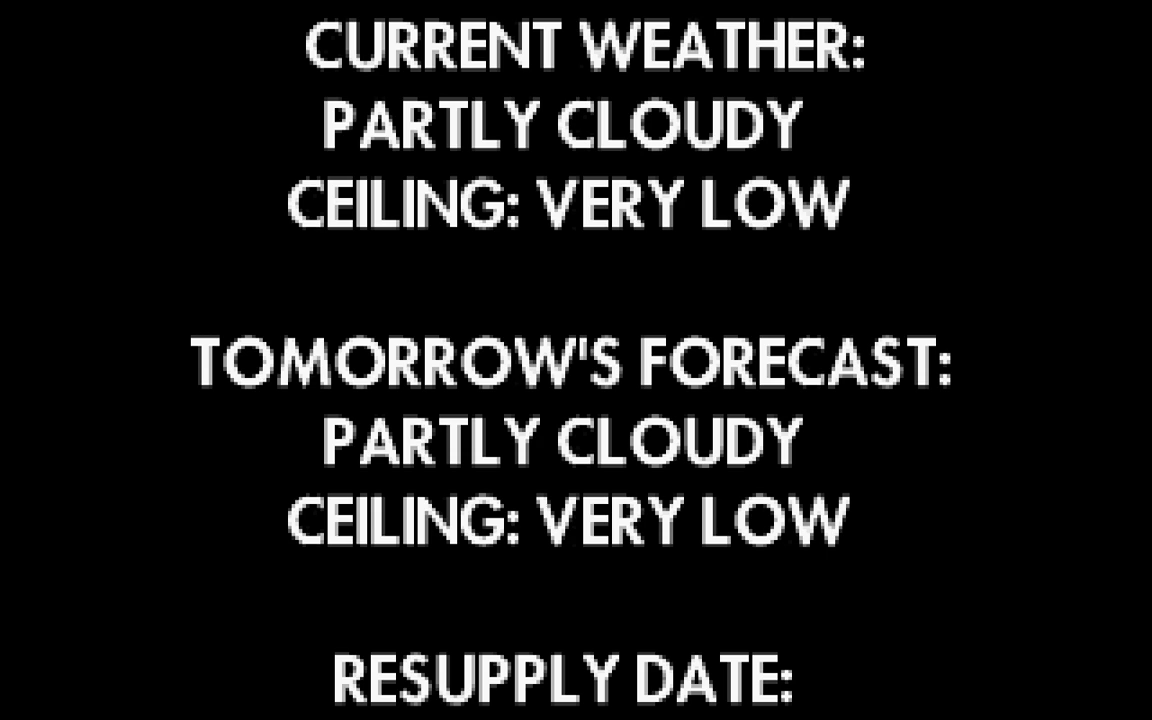 CURRENT WEATHER:
PARTLY CLOUDY
CEILING: VERY LOW
TOMORROW'S FORECAST:
PARTLY CLOUDY
CEILING: VERY LOW
RESUPPLY DATE: